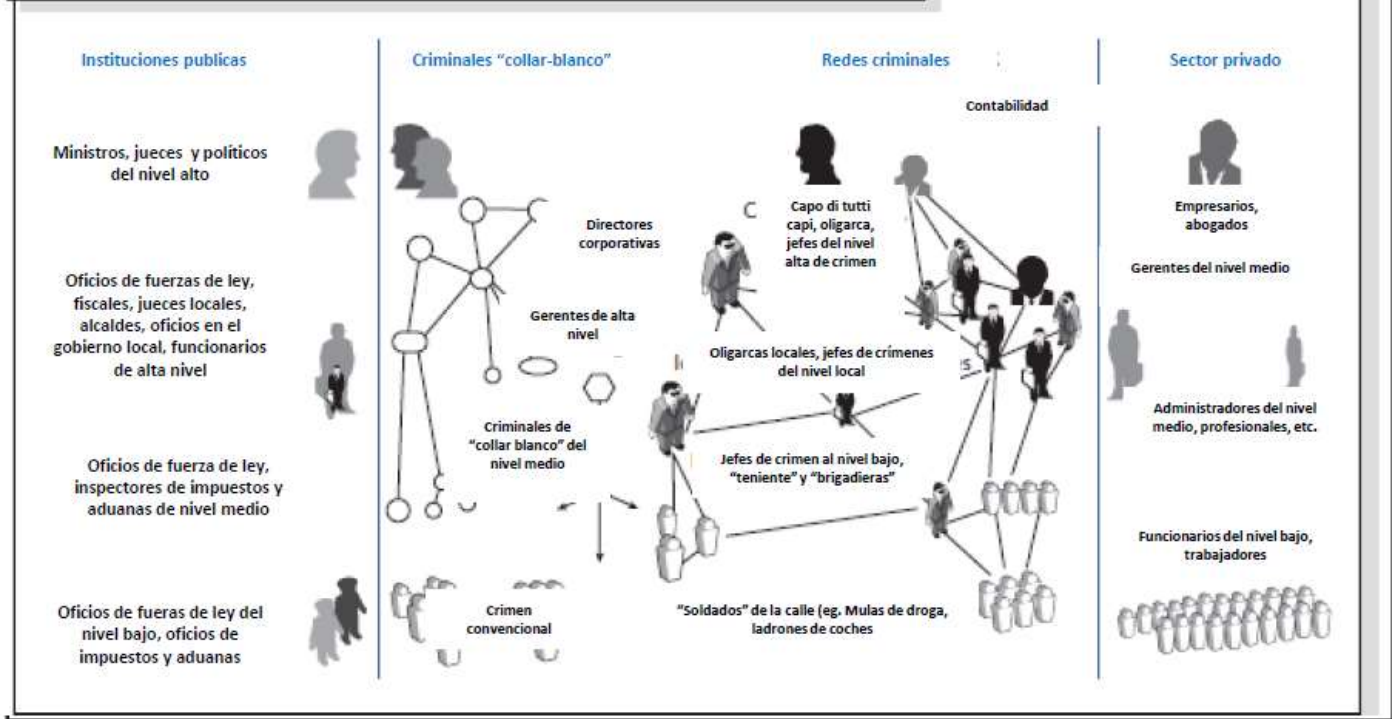 Instituciones publicas
Criminales “collar-blanco”
Redes criminales
Sector privado
Contabilidad
Ministros, jueces y políticos
del nivel alto
Directores
corporativas
Capo di tutti
capi, oligarca,
jefes del nivel
alta de crimen
Empresarios,
abogados
Gerentes del nivel medio
Oficios de fuerzas de ley,
fiscales, jueces locales,
alcaldes, oficios en el
gobierno local, funcionarios
de alta nivel
Gerentes de alta
nivel
Oligarcas locales, jefes de crímenes
del nivel local
Administradores del nivel
medio, profesionales, etc.
Criminales de
“collar blanco” del
nivel medio
Jefes de crimen al nivel bajo,
“teniente” y “brigadieras”
Oficios de fuerza de ley,
inspectores de impuestos y
aduanas de nivel medio
Funcionarios del nivel bajo,
trabajadores
Oficios de fueras de ley del
nivel bajo, oficios de
impuestos y aduanas
Crimen
convencional
“Soldados” de la calle (eg. Mulas de droga,
ladrones de coches